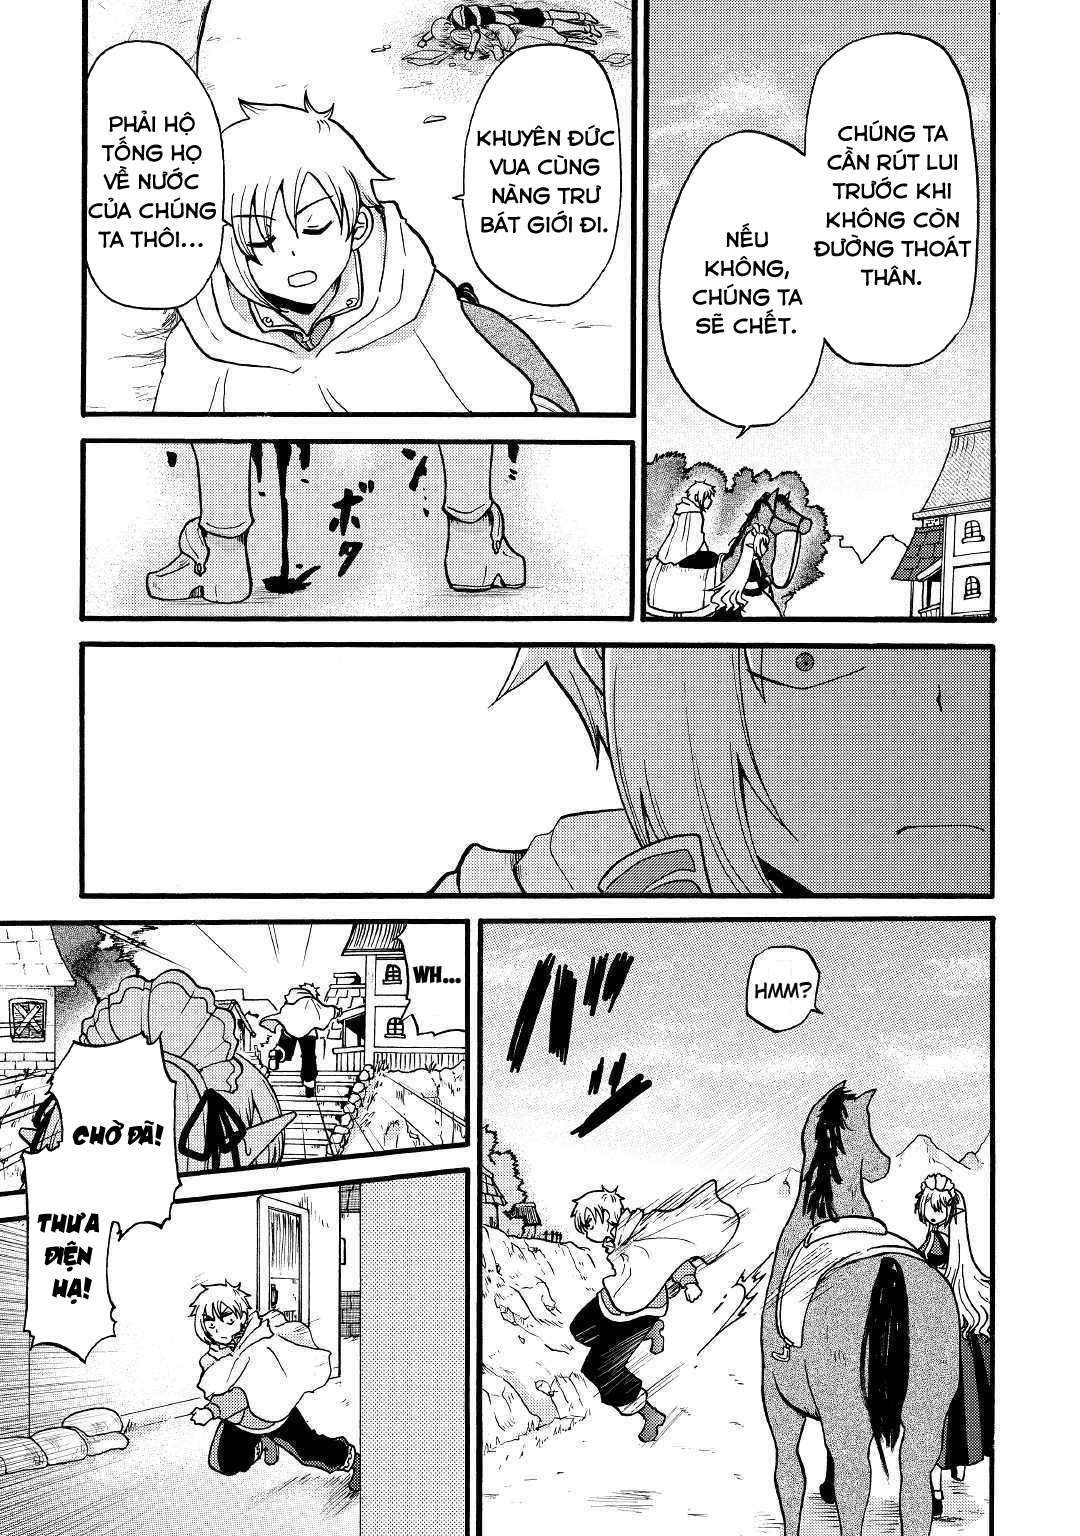 CHÚNG TA
CẦN RÚT LUI
TRƯỚC KHI
KHÔNG CÒN
ĐƯỜNG THOÁT
THÂN.
NẾU
KHÔNG,
CHÚNG TA
SẼ CHẾT.
KHUYÊN ĐỨC
VUA CÙNG
NÀNG TRƯ
BÁT GIỚI ĐI.
PHẢI HỘ
TỐNG HỌ
VỀ NƯỚC
CỦA CHÚNG
TA THÔI...
ボタ
HMM?
WH...
CHỜ ĐÃ!
THƯA
ĐIỆN
HẠ!